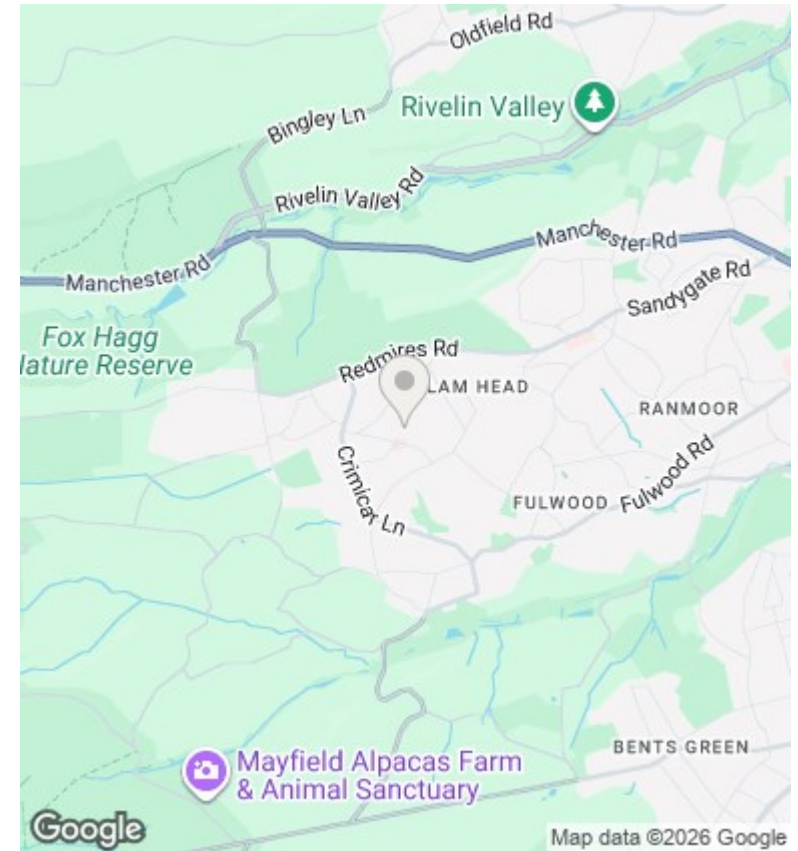 Oldfield Rd
Rivelin Valley
Bingley Ln
Rivelin Valley Rd
Manchester Rd
Manchester Rd
Sandygate Rd
Fox Hagg
Nature Reserve
Redmires Rd
LAM HEAD
RANMOOR
Crimicar Ln
FULWOOD
Fulwood Rd
BENTS GREEN
Mayfield Alpacas Farm
& Animal Sanctuary
Google
Map data ©2026 Google